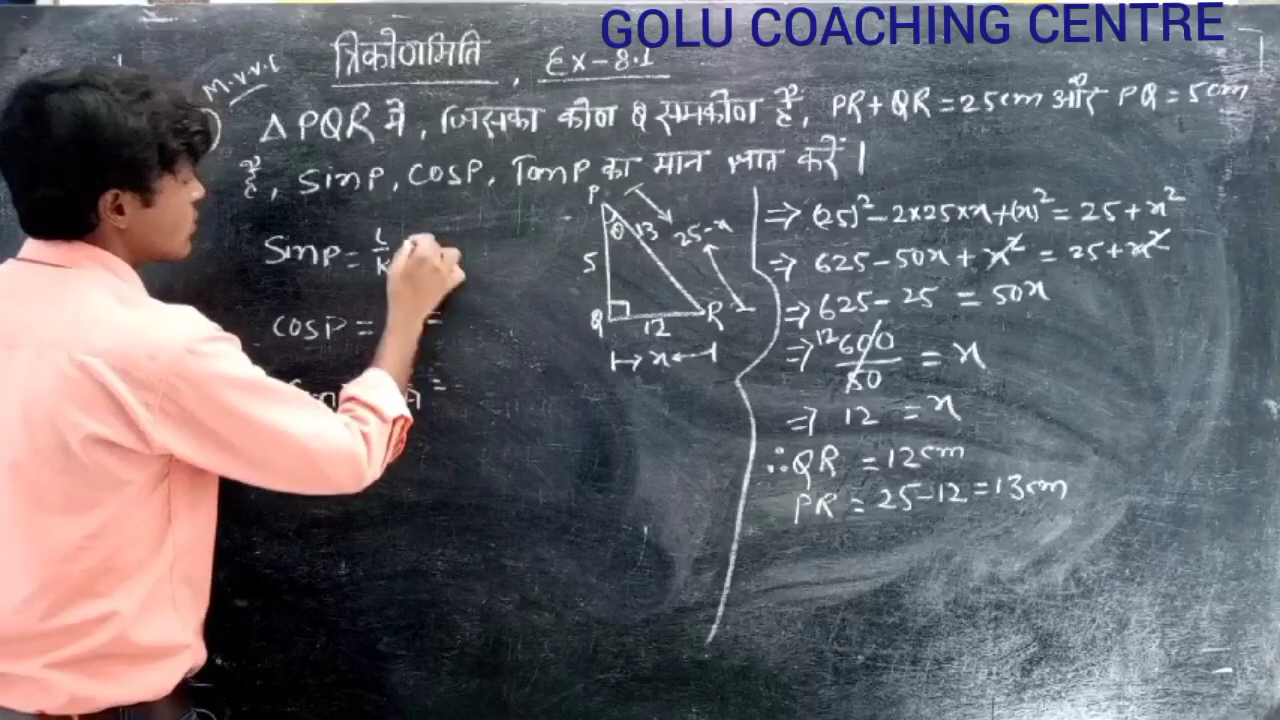 GOLU COACHING CENTRE
त्रिकोणमिति, Ex-8.1
M.V.V.I
△PQR में, जिसका कोण Q समकोण है, PR+QR=25cm और PQ=5cm
है, sinP, cosP, TanP का मान ज्ञात करें।
SinP = L/K
cosP = =
=
P
θ
5
13
25-x
Q
12
R
x
⇒ (25)²-2×25×x+(x)² = 25+x²
⇒ 625-50x+x² = 25+x²
⇒ 625-25 = 50x
⇒ 12 600/50 = x
⇒ 12 = x
∴ QR = 12cm
PR = 25-12=13cm